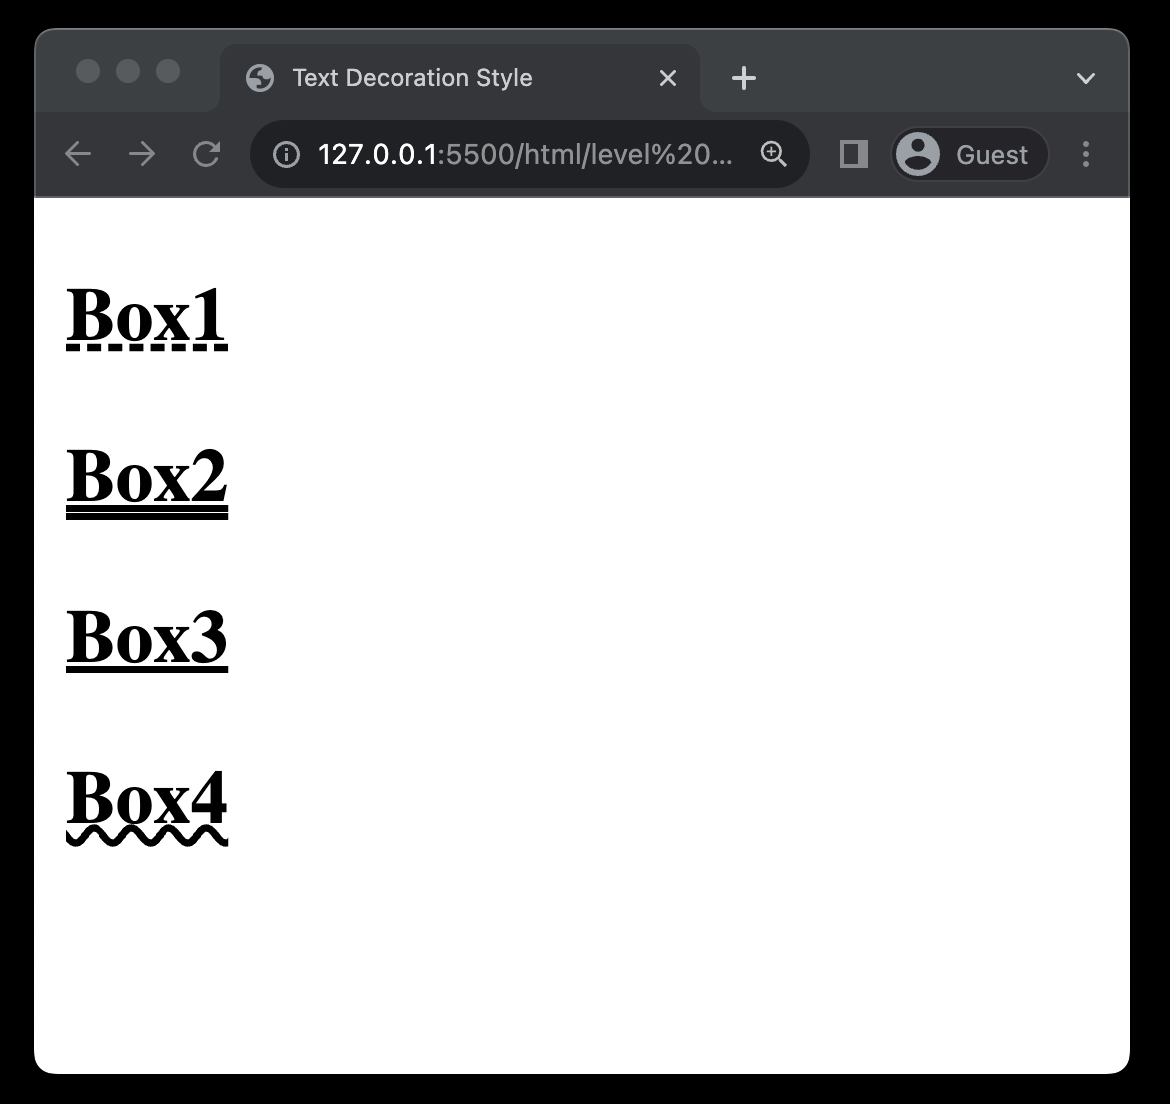 Text Decoration Style
127.0.0.1:5500/html/level%20...
Guest
Box1
Box2
Box3
Box4